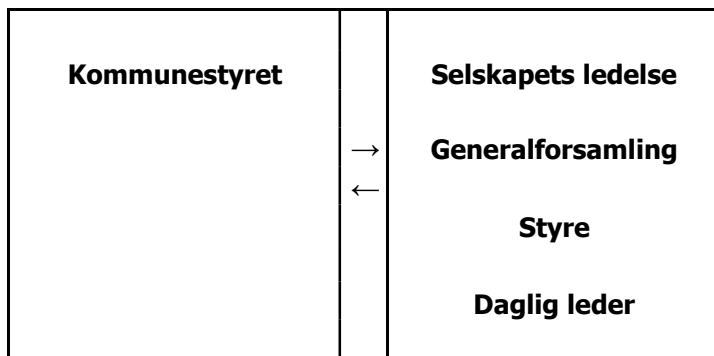 Kommunestyret
Selskapets ledelse
→ Generalforsamling
←
Styre
Daglig leder